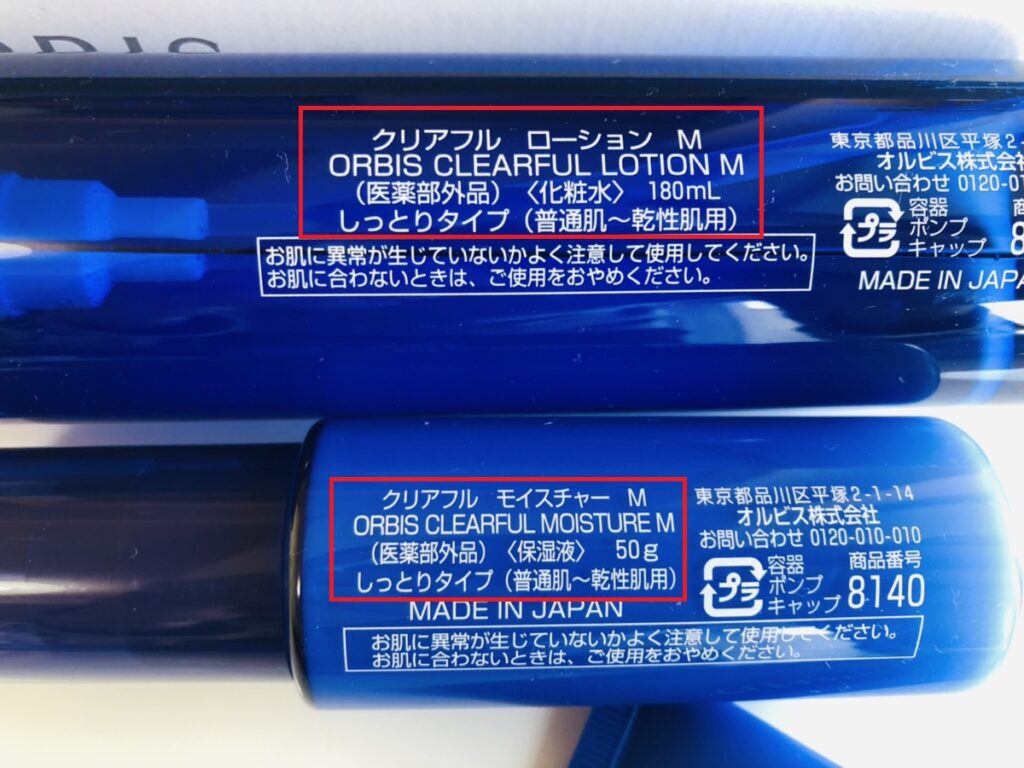 クリアフル ローション M
ORBIS CLEARFUL LOTION M
（医薬部外品）〈化粧水〉 180mL
しっとりタイプ（普通肌～乾性肌用）
お肌に異常が生じていないかよく注意して使用してください。
お肌に合わないときは、ご使用をおやめください。
東京都品川区平塚2-
オルビス株式会
お問い合わせ 0120-01
プラ
容器
ポンプ
キャップ
8
MADE IN JAPA
クリアフル モイスチャー M
ORBIS CLEARFUL MOISTURE M
（医薬部外品）〈保湿液〉 50g
しっとりタイプ（普通肌～乾性肌用）
MADE IN JAPAN
お肌に異常が生じていないかよく注意して使用してください。
お肌に合わないときは、ご使用をおやめください。
東京都品川区平塚2-1-14
オルビス株式会社
お問い合わせ 0120-010-010
プラ
容器
ポンプ
キャップ
商品番号
8140